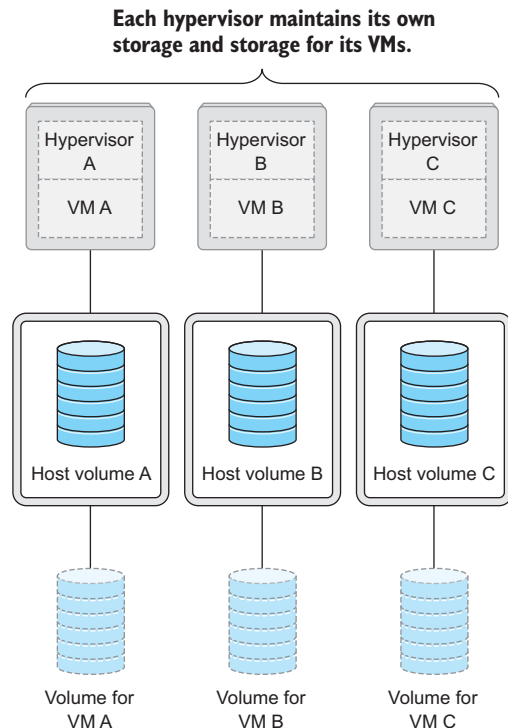 Each hypervisor maintains its own
storage and storage for its VMs.
Hypervisor
A
VM A
Hypervisor
B
VM B
Hypervisor
C
VM C
Host volume A
Host volume B
Host volume C
Volume for
VM A
Volume for
VM B
Volume for
VM C